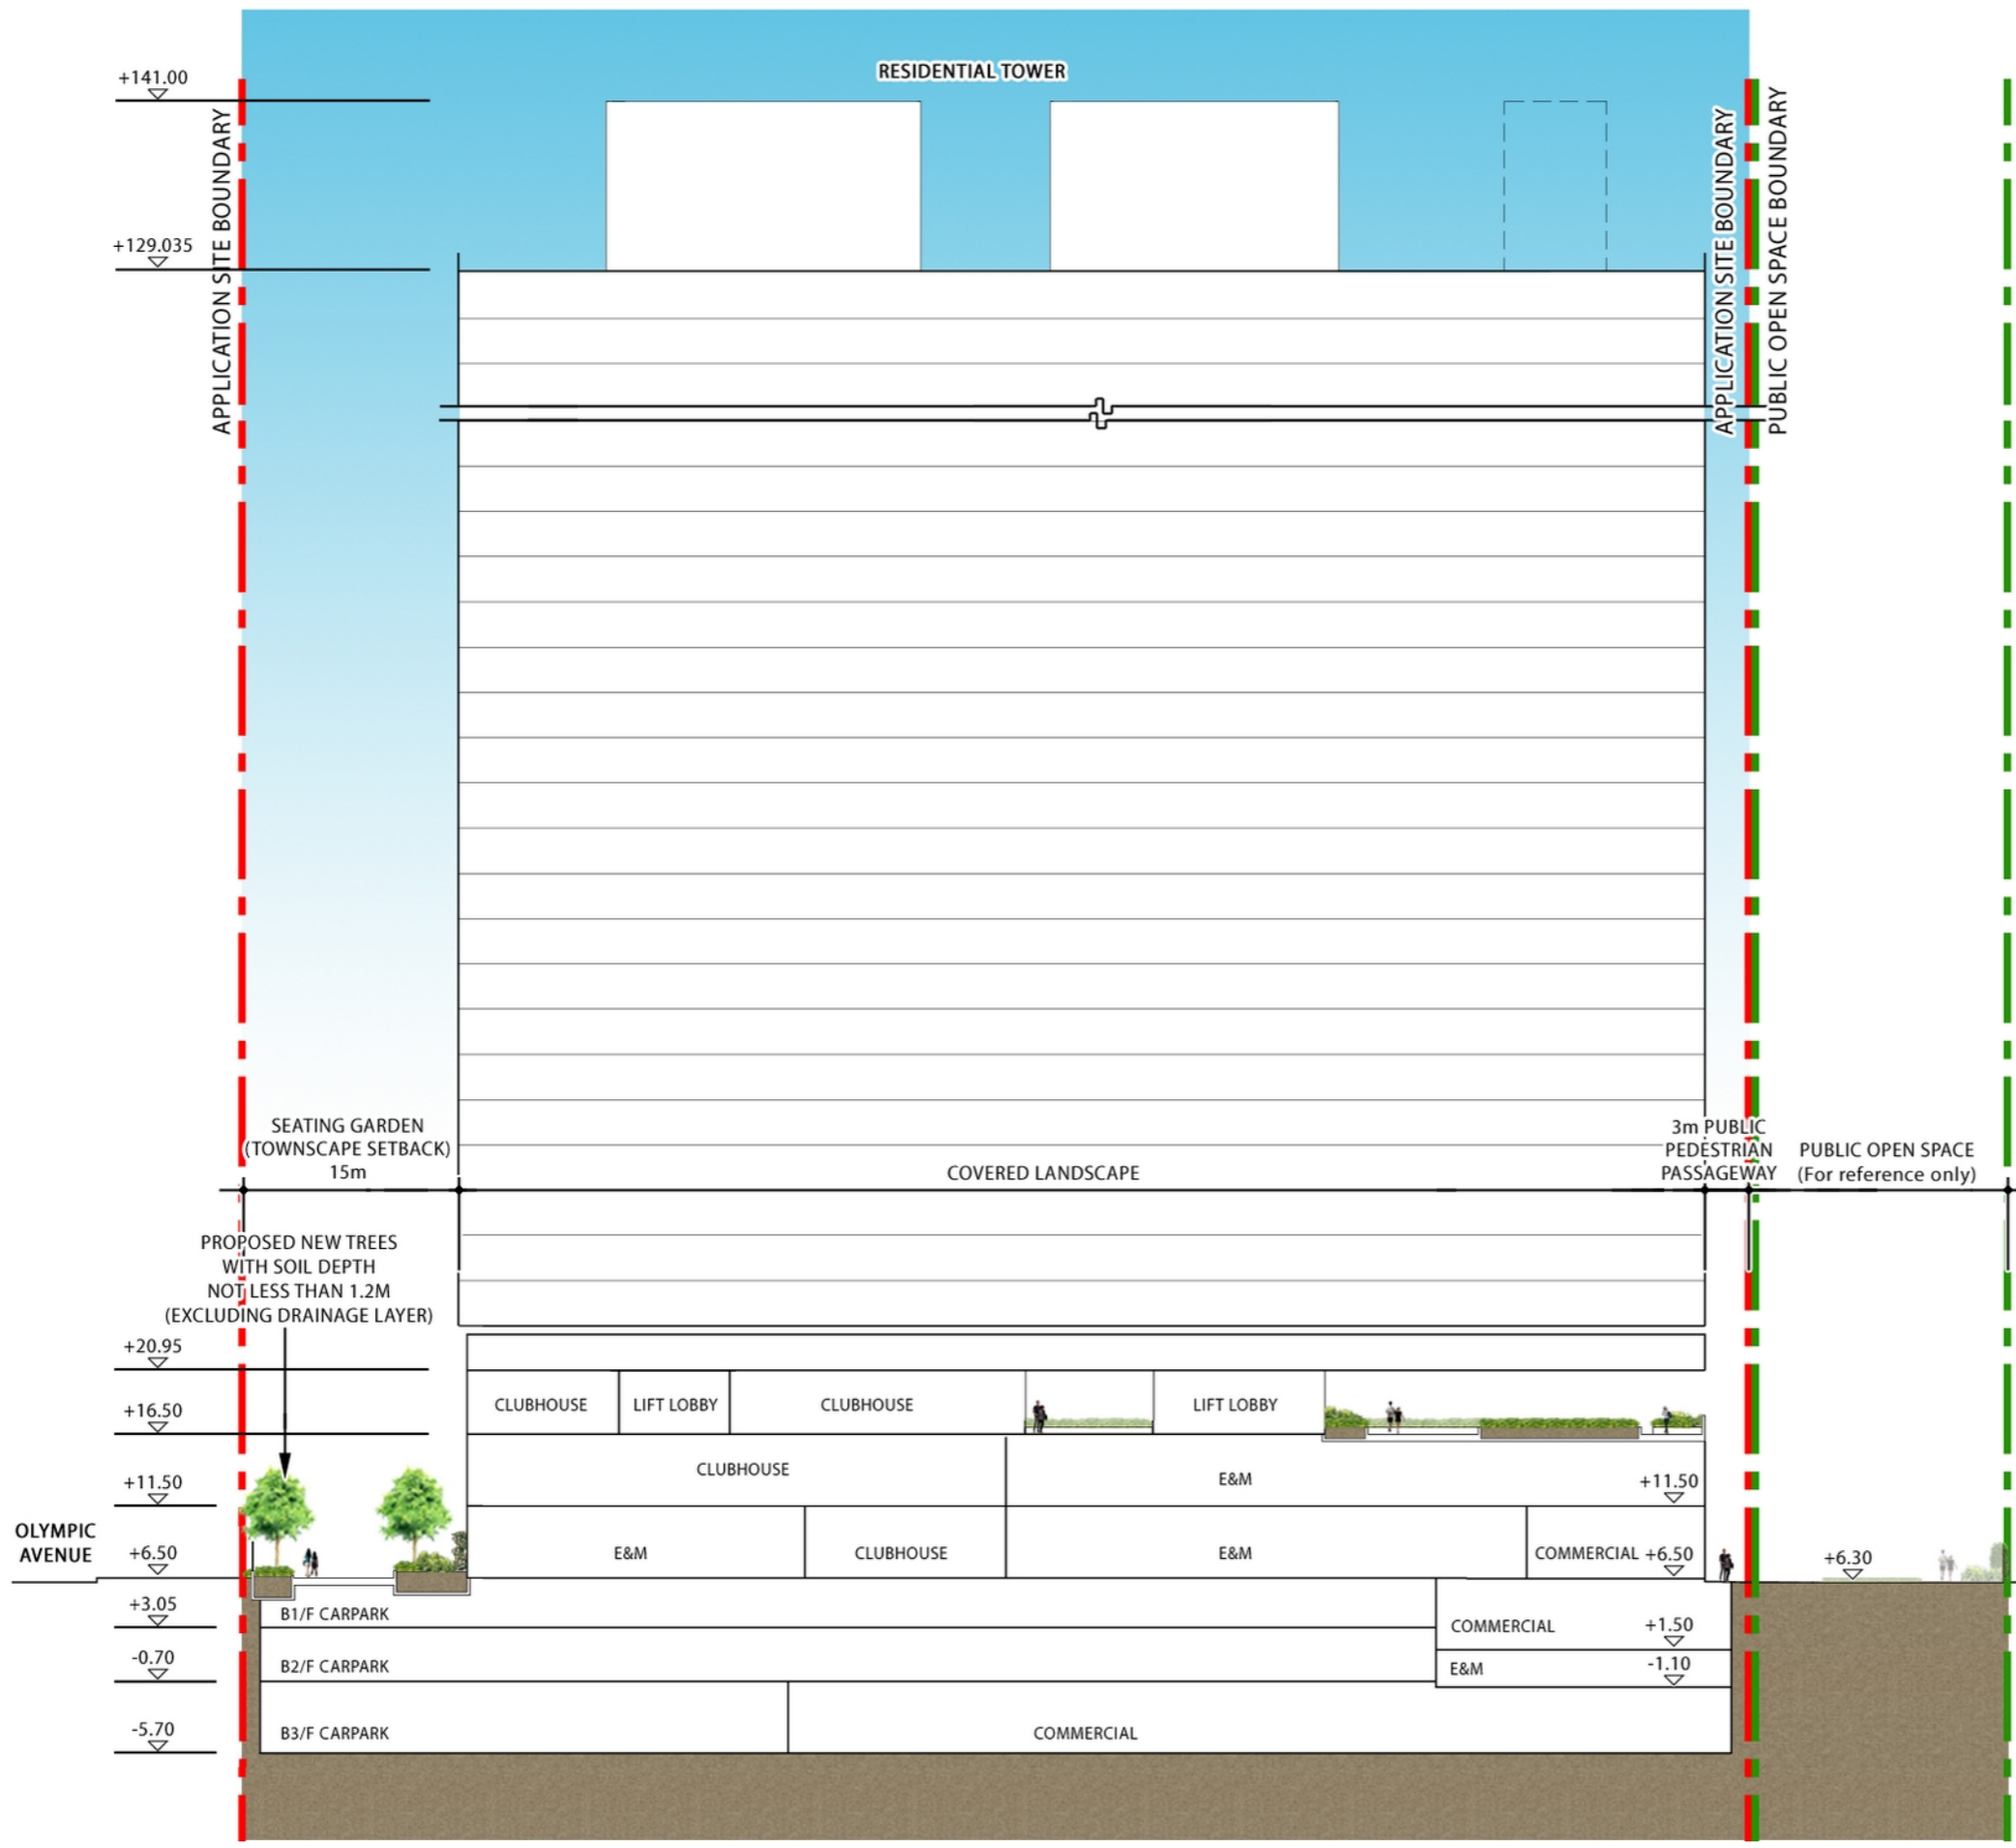 RESIDENTIAL TOWER
+141.00
+129.035
APPLICATION SITE BOUNDARY
APPLICATION SITE BOUNDARY
PUBLIC OPEN SPACE BOUNDARY
SEATING GARDEN
(TOWNSCAPE SETBACK)
15m
COVERED LANDSCAPE
3m PUBLIC
PEDESTRIAN
PASSAGEWAY
PUBLIC OPEN SPACE
(For reference only)
PROPOSED NEW TREES
WITH SOIL DEPTH
NOT LESS THAN 1.2M
(EXCLUDING DRAINAGE LAYER)
+20.95
+16.50
CLUBHOUSE
LIFT LOBBY
CLUBHOUSE
LIFT LOBBY
+11.50
CLUBHOUSE
E&M
+11.50
OLYMPIC
AVENUE
+6.50
E&M
CLUBHOUSE
E&M
COMMERCIAL +6.50
+6.30
+3.05
B1/F CARPARK
COMMERCIAL
+1.50
-0.70
B2/F CARPARK
E&M
-1.10
-5.70
B3/F CARPARK
COMMERCIAL